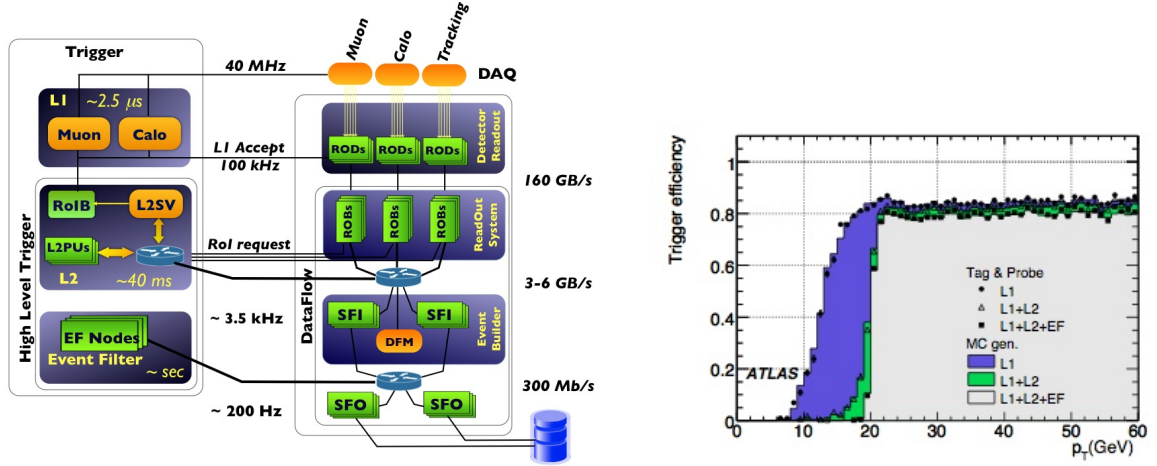 Trigger
40 MHz
Muon
Calo
Tracking
DAQ
L1
~2.5 μs
Muon
Calo
L1 Accept
100 kHz
RODs
RODs
RODs
Detector
Readout
160 GB/s
High Level Trigger
RoIB
L2SV
L2PUs
L2
~40 ms
RoI request
ROBs
ROBs
ROBs
ReadOut
System
3-6 GB/s
DataFlow
~ 3.5 kHz
SFI
SFI
DFM
Event
Builder
EF Nodes
Event Filter
~ sec
300 Mb/s
~ 200 Hz
SFO
SFO
Trigger efficiency
1
0.8
0.6
0.4
0.2
0
ATLAS
Tag & Probe
L1
L1+L2
L1+L2+EF
MC gen.
L1
L1+L2
L1+L2+EF
0
10
20
30
40
50
60
pT(GeV)